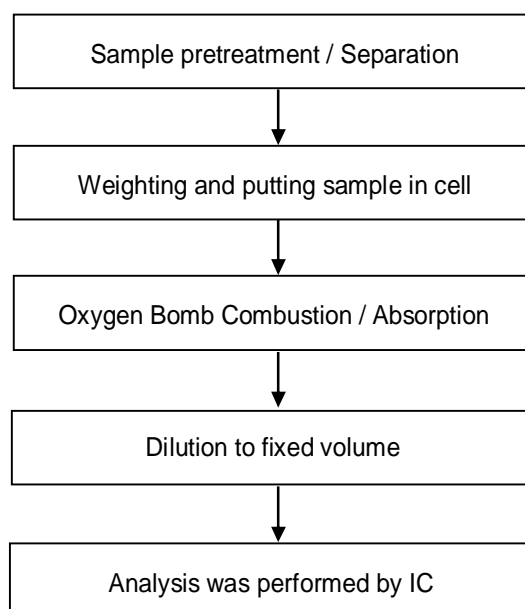 Sample pretreatment / Separation
Weighting and putting sample in cell
Oxygen Bomb Combustion / Absorption
Dilution to fixed volume
Analysis was performed by IC